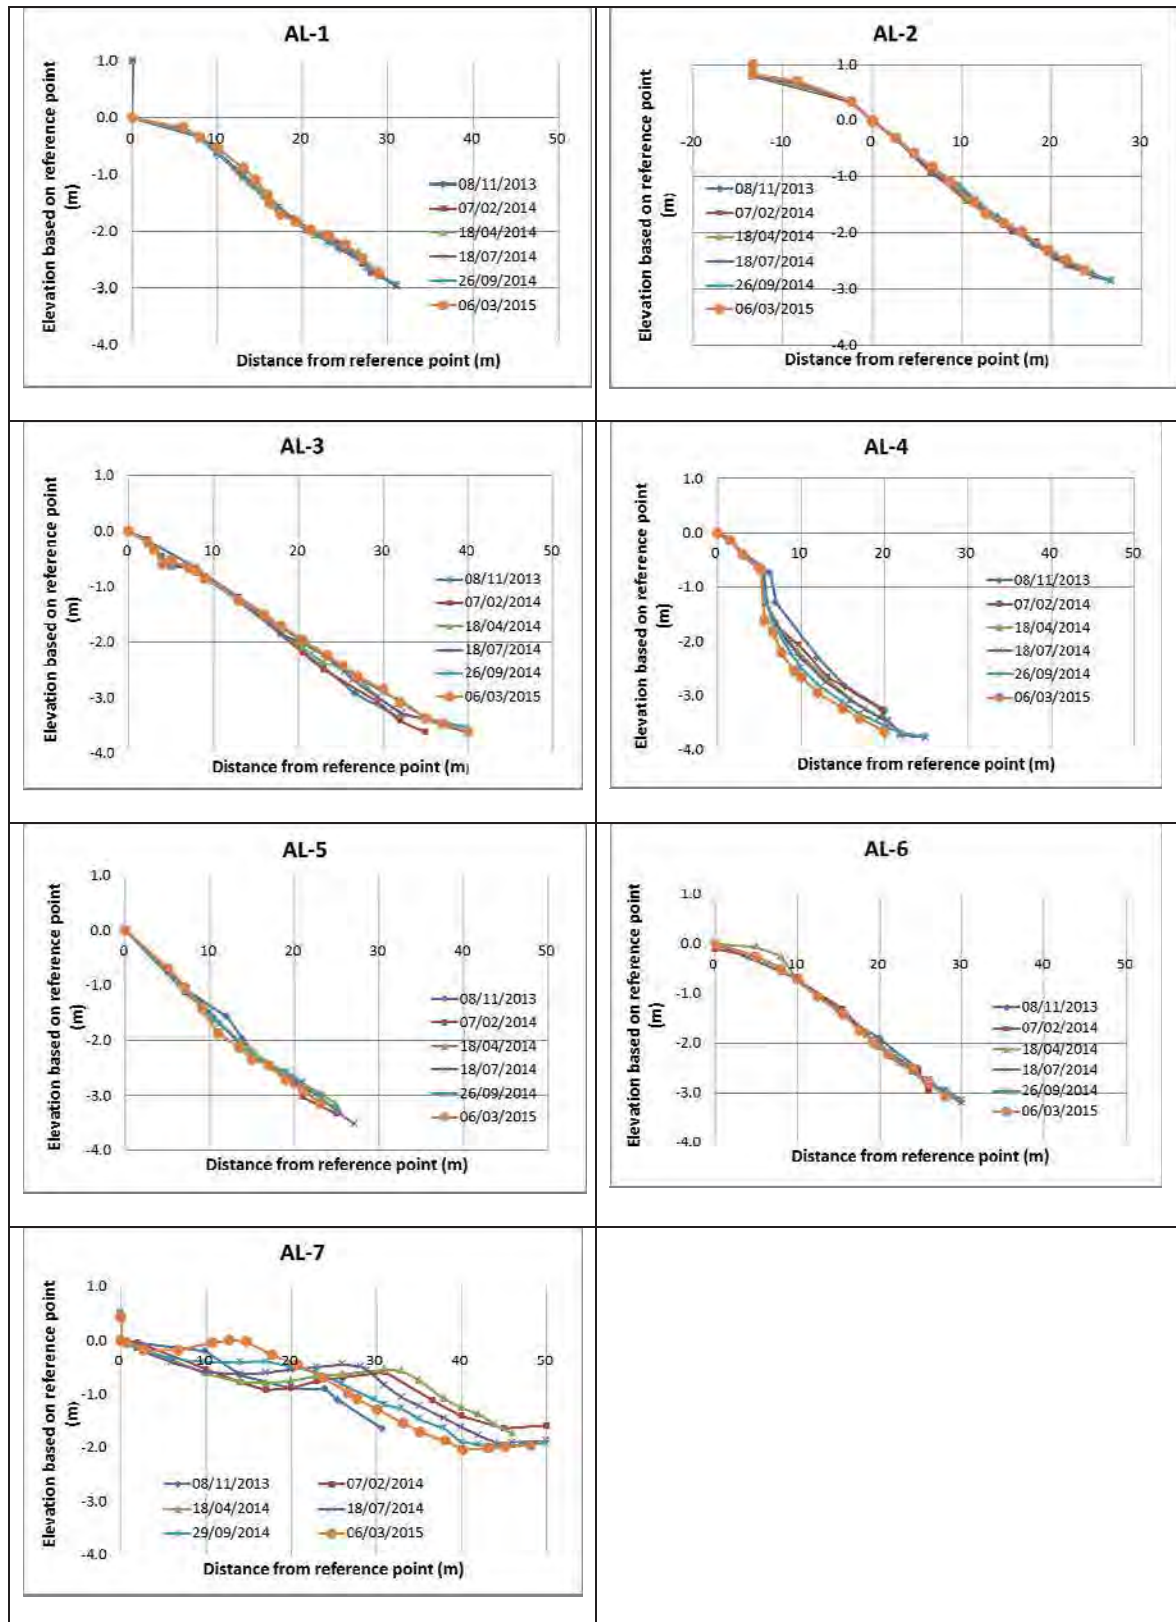 AL-1
Elevation based on reference point
(m)
1.0
0.0
-1.0
-2.0
-3.0
-4.0
0 10 20 30 40 50
08/11/2013
07/02/2014
18/04/2014
18/07/2014
26/09/2014
06/03/2015
Distance from reference point (m)
AL-2
Elevation based on reference point
(m)
1.0
0.0
-1.0
-2.0
-3.0
-4.0
-20 -10 0 10 20 30
08/11/2013
07/02/2014
18/04/2014
18/07/2014
26/09/2014
06/03/2015
Distance from reference point (m)
AL-3
Elevation based on reference point
(m)
1.0
0.0
-1.0
-2.0
-3.0
-4.0
0 10 20 30 40 50
08/11/2013
07/02/2014
18/04/2014
18/07/2014
26/09/2014
06/03/2015
Distance from reference point (m)
AL-4
Elevation based on reference point
(m)
1.0
0.0
-1.0
-2.0
-3.0
-4.0
0 10 20 30 40 50
08/11/2013
07/02/2014
18/04/2014
18/07/2014
26/09/2014
06/03/2015
Distance from reference point (m)
AL-5
Elevation based on reference point
(m)
1.0
0.0
-1.0
-2.0
-3.0
-4.0
0 10 20 30 40 50
08/11/2013
07/02/2014
18/04/2014
18/07/2014
26/09/2014
06/03/2015
Distance from reference point (m)
AL-6
Elevation based on reference point
(m)
1.0
0.0
-1.0
-2.0
-3.0
-4.0
0 10 20 30 40 50
08/11/2013
07/02/2014
18/04/2014
18/07/2014
26/09/2014
06/03/2015
Distance from reference point (m)
AL-7
Elevation based on reference point
(m)
1.0
0.0
-1.0
-2.0
-3.0
-4.0
0 10 20 30 40 50
08/11/2013 07/02/2014
18/04/2014 18/07/2014
29/09/2014 06/03/2015
Distance from reference point (m)